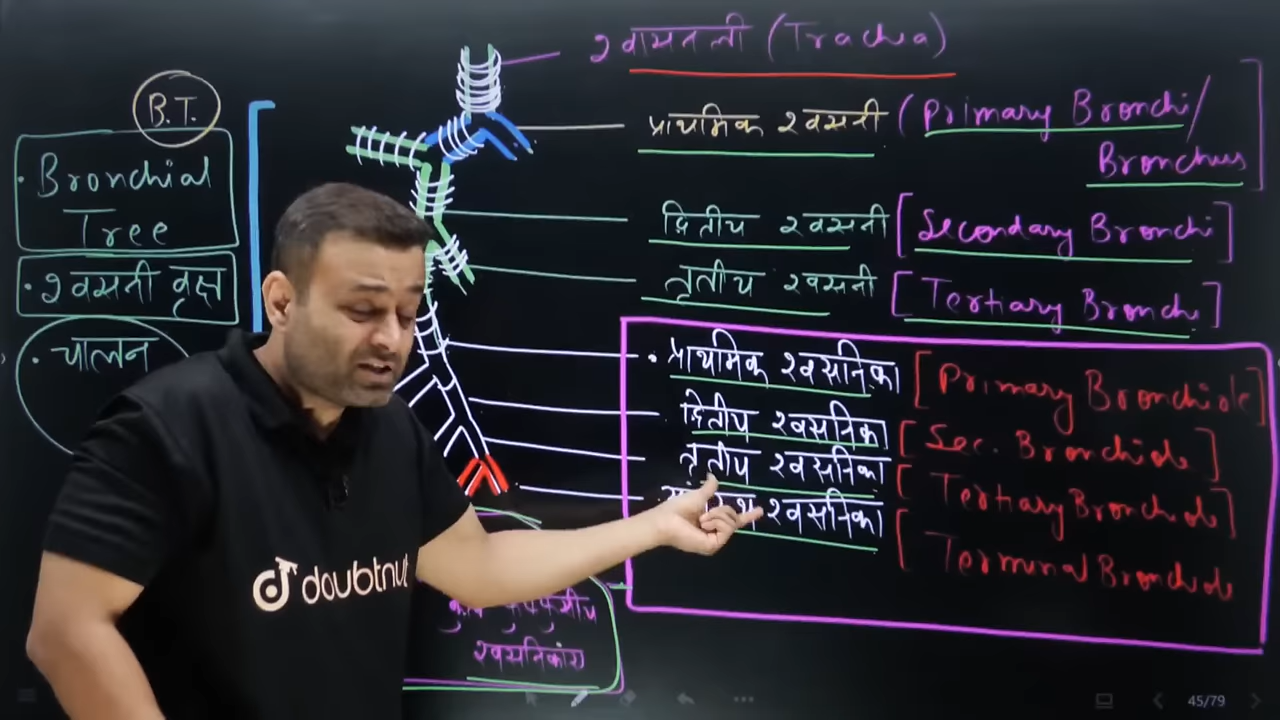 श्वासनली (Trachea)
B.T.
• Bronchial
Tree
• श्वसनी वृक्ष
• चालन
प्राथमिक श्वसनी (Primary Bronchi/
Bronchus
द्वितीय श्वसनी [Secondary Bronchi]
तृतीय श्वसनी [Tertiary Bronchi]
• प्राथमिक श्वसनिका [Primary Bronchiole]
द्वितीय श्वसनिका [Sec. Bronchiole]
तृतीय श्वसनिका [Tertiary Bronchiole]
श्वसनिका [Terminal Bronchiole
doubtnut
श्वसनिकाएं
45/79